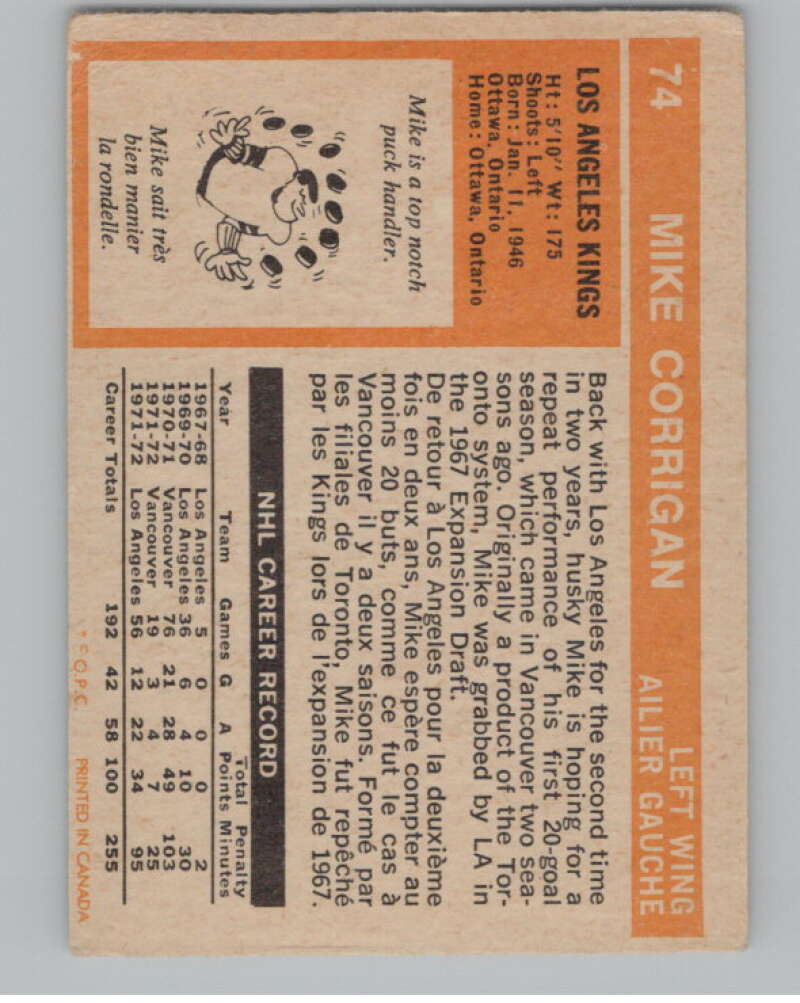 74 MIKE CORRIGAN LEFT WING
AILIER GAUCHE
LOS ANGELES KINGS
Ht: 5'10" Wt: 175
Shoots: Left
Born: Jan. 11, 1946
Ottawa, Ontario
Home: Ottawa, Ontario
Mike is a top notch
puck handler.
Mike sait très
bien manier
la rondelle.
Back with Los Angeles for the second time
in two years, husky Mike is hoping for a
repeat performance of his first 20-goal
season, which came in Vancouver two sea-
sons ago. Originally a product of the Tor-
onto system, Mike was grabbed by LA in
the 1967 Expansion Draft.
De retour à Los Angeles pour la deuxième
fois en deux ans, Mike espère compter au
moins 20 buts, comme ce fut le cas à
Vancouver il y a deux saisons. Formé par
les filiales de Toronto, Mike fut repêché
par les Kings lors de l'expansion de 1967.
NHL CAREER RECORD
Total Penalty
Year Team Games G A Points Minutes
1967-68 Los Angeles 5 0 0 0 2
1969-70 Los Angeles 36 6 4 10 30
1970-71 Vancouver 76 21 28 49 103
1971-72 Vancouver 19 3 4 7 25
1971-72 Los Angeles 56 12 22 34 95
Career Totals 192 42 58 100 255
O.P.C. PRINTED IN CANADA